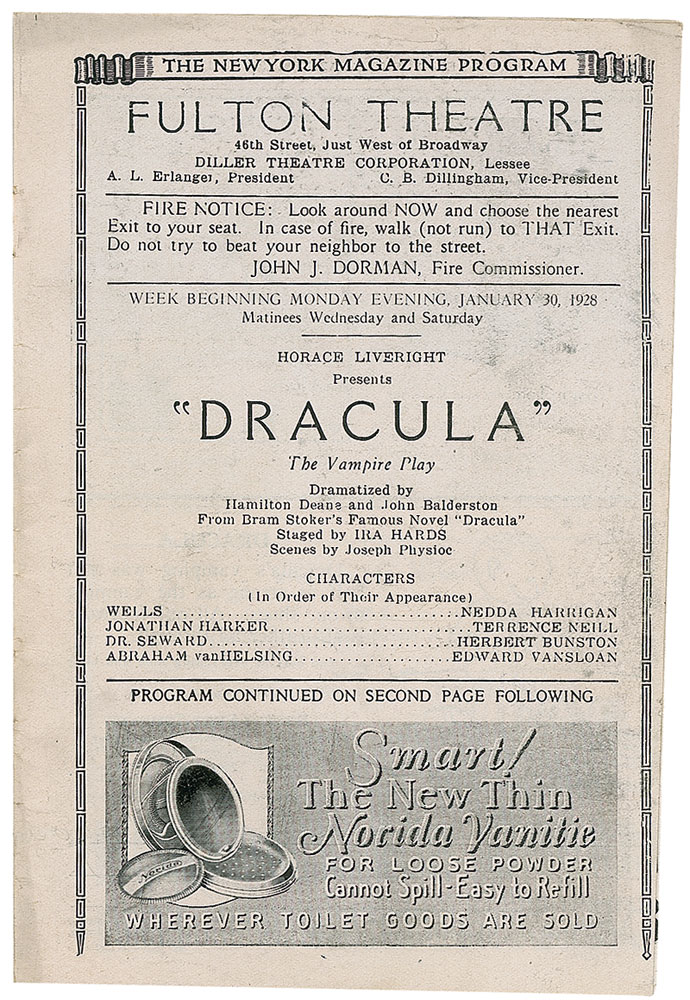 THE NEW YORK MAGAZINE PROGRAM
FULTON THEATRE
46th Street, Just West of Broadway
DILLER THEATRE CORPORATION, Lessee
A. L. Erlanger, President C. B. Dillingham, Vice-President
FIRE NOTICE: Look around NOW and choose the nearest
Exit to your seat. In case of fire, walk (not run) to THAT Exit.
Do not try to beat your neighbor to the street.
JOHN J. DORMAN, Fire Commissioner.
WEEK BEGINNING MONDAY EVENING, JANUARY 30, 1928
Matinees Wednesday and Saturday
HORACE LIVERIGHT
Presents
"DRACULA"
The Vampire Play
Dramatized by
Hamilton Deane and John Balderston
From Bram Stoker's Famous Novel "Dracula"
Staged by IRA HARDS
Scenes by Joseph Physioc
CHARACTERS
(In Order of Their Appearance)
WELLS ........................................NEDDA HARRIGAN
JONATHAN HARKER............................TERRENCE NEILL
DR. SEWARD..................................HERBERT BUNSTON
ABRAHAM vanHELSING......................EDWARD VANSLOAN
PROGRAM CONTINUED ON SECOND PAGE FOLLOWING
Smart!
The New Thin
Norida Vanitie
FOR LOOSE POWDER
Cannot Spill-Easy to Refill
Norida
WHEREVER TOILET GOODS ARE SOLD